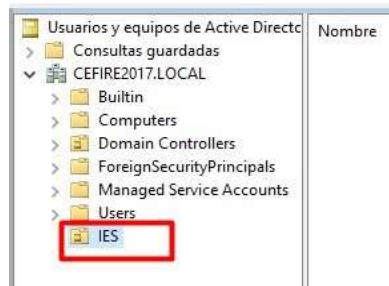 Usuarios y equipos de Active Directc
Nombre
Consultas guardadas
CEFIRE2017.LOCAL
Builtin
Computers
Domain Controllers
ForeignSecurityPrincipals
Managed Service Accounts
Users
IES